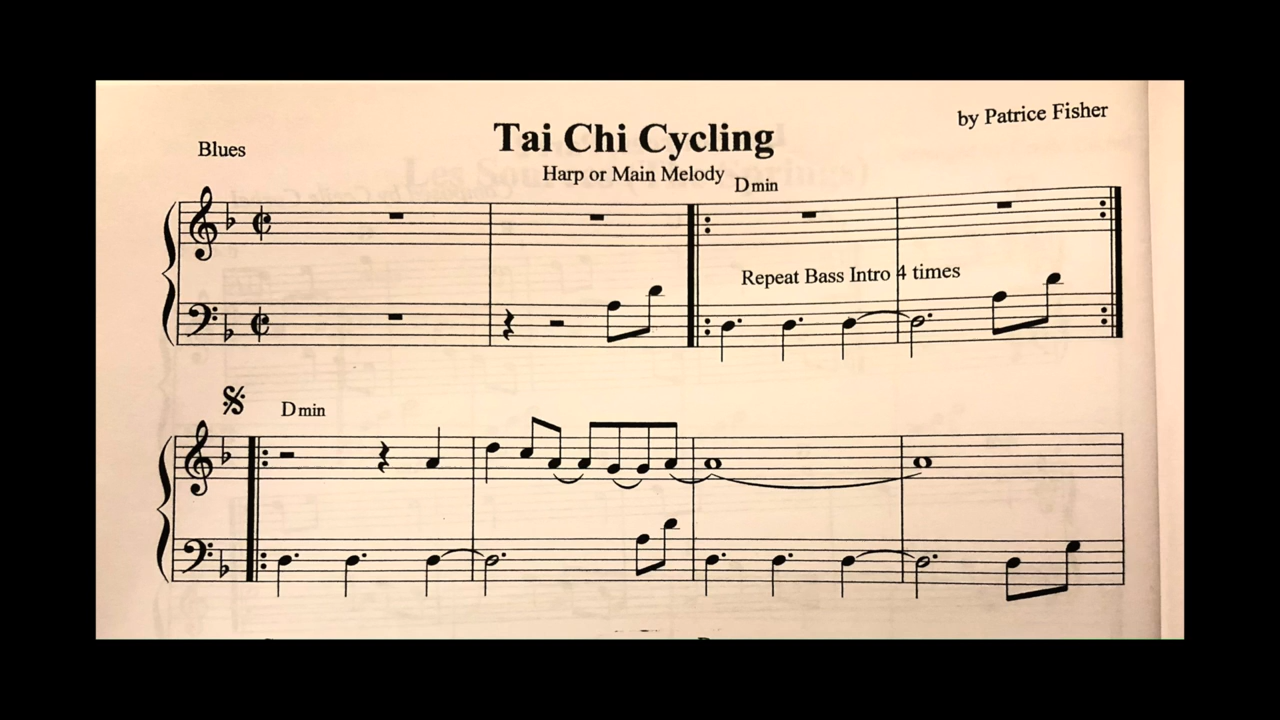 by Patrice Fisher
Tai Chi Cycling
Blues
Harp or Main Melody
Dmin
Repeat Bass Intro 4 times
Dmin